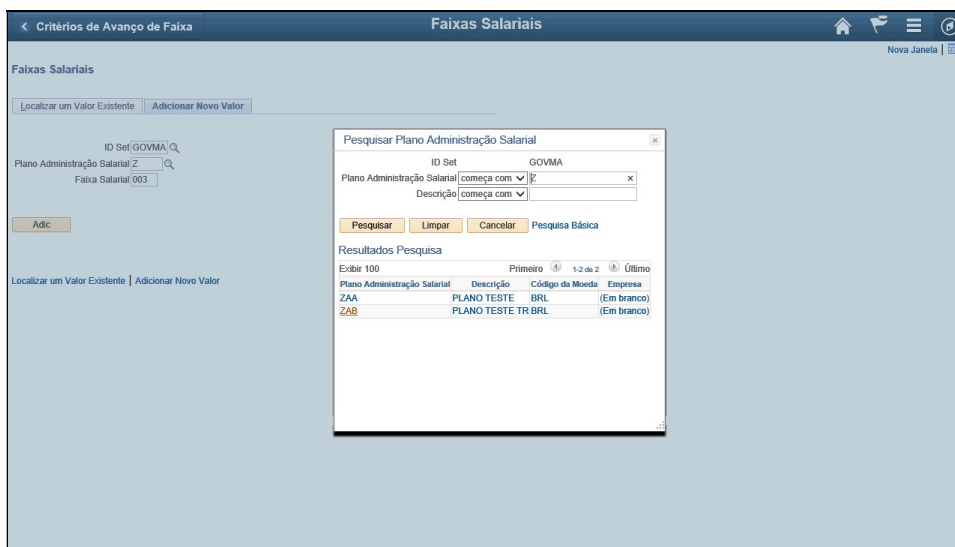 Critérios de Avanço de Faixa
Faixas Salariais
Nova Janela |
Faixas Salariais
Localizar um Valor Existente
Adicionar Novo Valor
ID Set GOVMA
Plano Administração Salarial Z
Faixa Salarial 003
Adic
Localizar um Valor Existente | Adicionar Novo Valor
Pesquisar Plano Administração Salarial
ID Set GOVMA
Plano Administração Salarial começa com Z
Descrição começa com
Pesquisar Limpar Cancelar Pesquisa Básica
Resultados Pesquisa
Exibir 100 Primeiro 1-2 de 2 Último
Plano Administração Salarial Descrição Código da Moeda Empresa
ZAA PLANO TESTE BRL (Em branco)
ZAB PLANO TESTE TR BRL (Em branco)